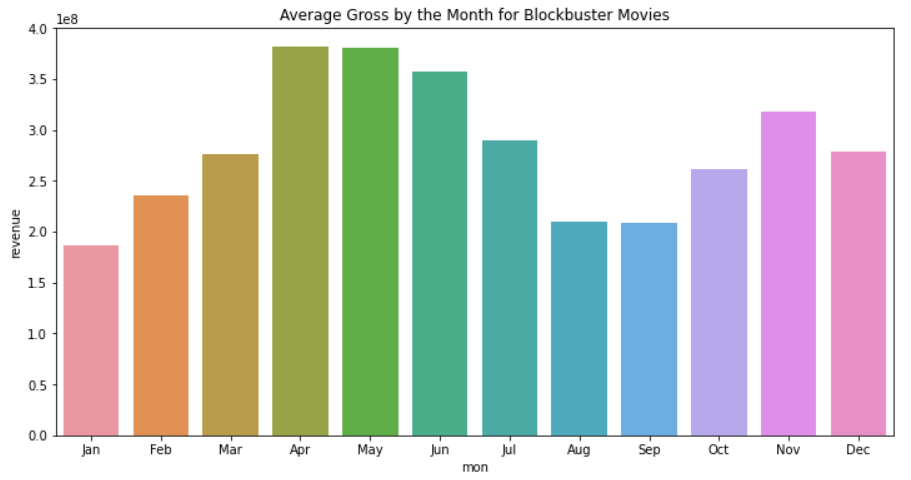 Average Gross by the Month for Blockbuster Movies
1e8
4.0
3.5
3.0
2.5
2.0
1.5
1.0
0.5
0.0
revenue
Jan Feb Mar Apr May Jun Jul Aug Sep Oct Nov Dec
mon